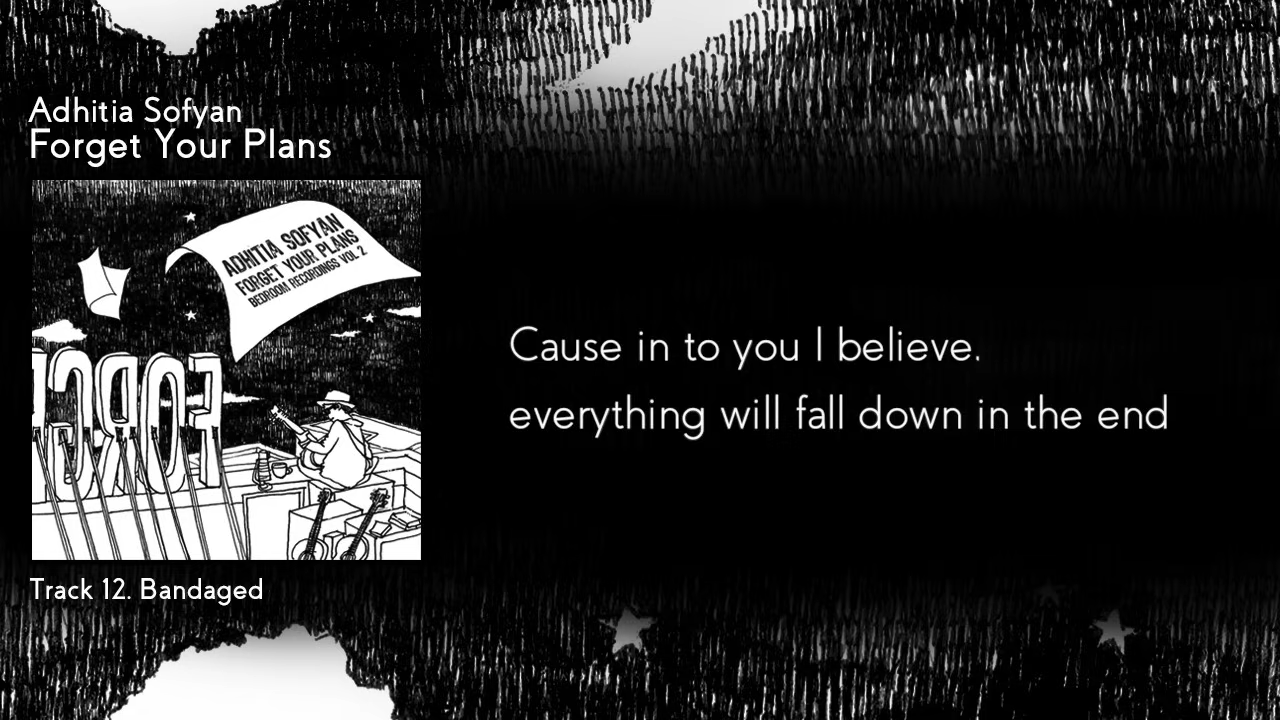 Adhitia Sofyan
Forget Your Plans
ADHITIA SOFYAN
FORGET YOUR PLANS
BEDROOM RECORDINGS VOL 2
Cause in to you I believe.
everything will fall down in the end
Track 12. Bandaged